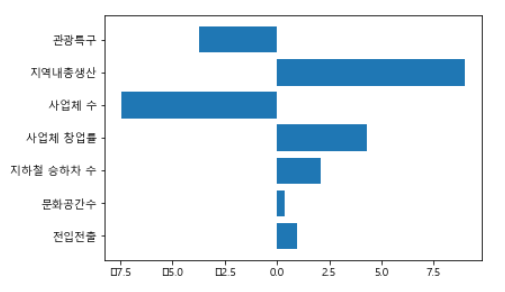 관광특구
지역내총생산
사업체 수
사업체 창업률
지하철 승하차 수
문화공간수
전입전출
□7.5 □5.0 □2.5 0.0 2.5 5.0 7.5